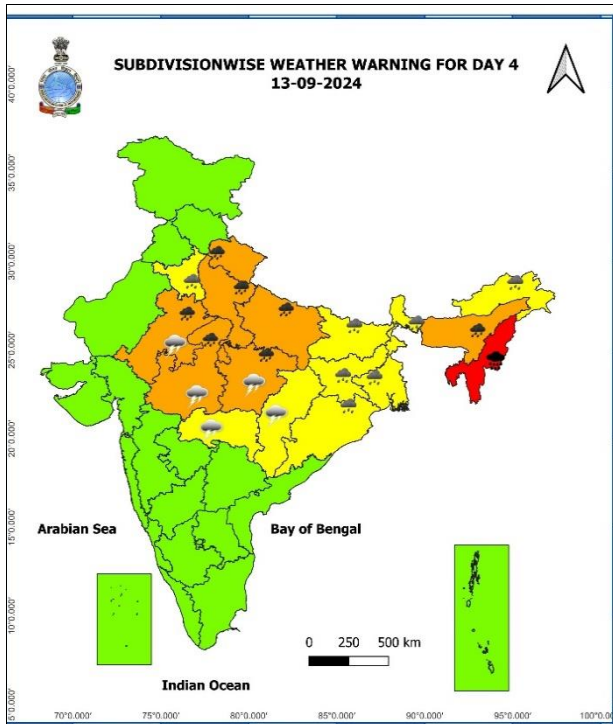 SUBDIVISIONWISE WEATHER WARNING FOR DAY 4
13-09-2024
40°0.000'
35°0.000'
30°0.000'
25°0.000'
20°0.000'
15°0.000'
10°0.000'
5°0.000'
Arabian Sea
Bay of Bengal
0 250 500 km
Indian Ocean
70°0.000' 75°0.000' 80°0.000' 85°0.000' 90°0.000' 95°0.000' 100°0.0